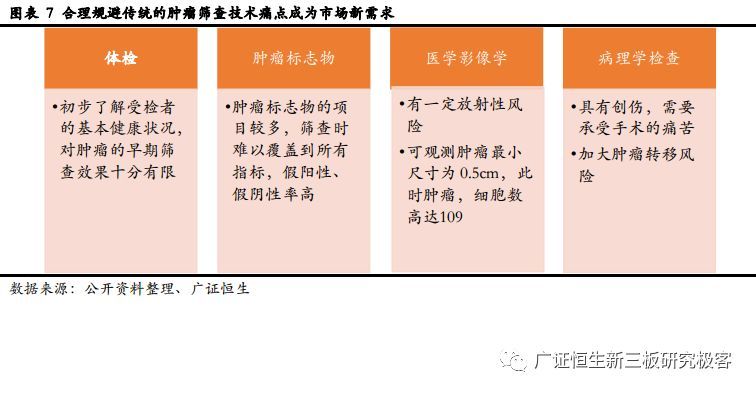 图表 7 合理规避传统的肿瘤筛查技术痛点成为市场新需求
体检
•初步了解受检者
的基本健康状况，
对肿瘤的早期筛
查效果十分有限
肿瘤标志物
•肿瘤标志物的项
目较多，筛查时
难以覆盖到所有
指标，假阳性、
假阴性率高
医学影像学
•有一定放射性风
险
•可观测肿瘤最小
尺寸为 0.5cm，此
时肿瘤，细胞数
高达109
病理学检查
•具有创伤，需要
承受手术的痛苦
•加大肿瘤转移风
险
数据来源：公开资料整理、广证恒生
广证恒生新三板研究极客